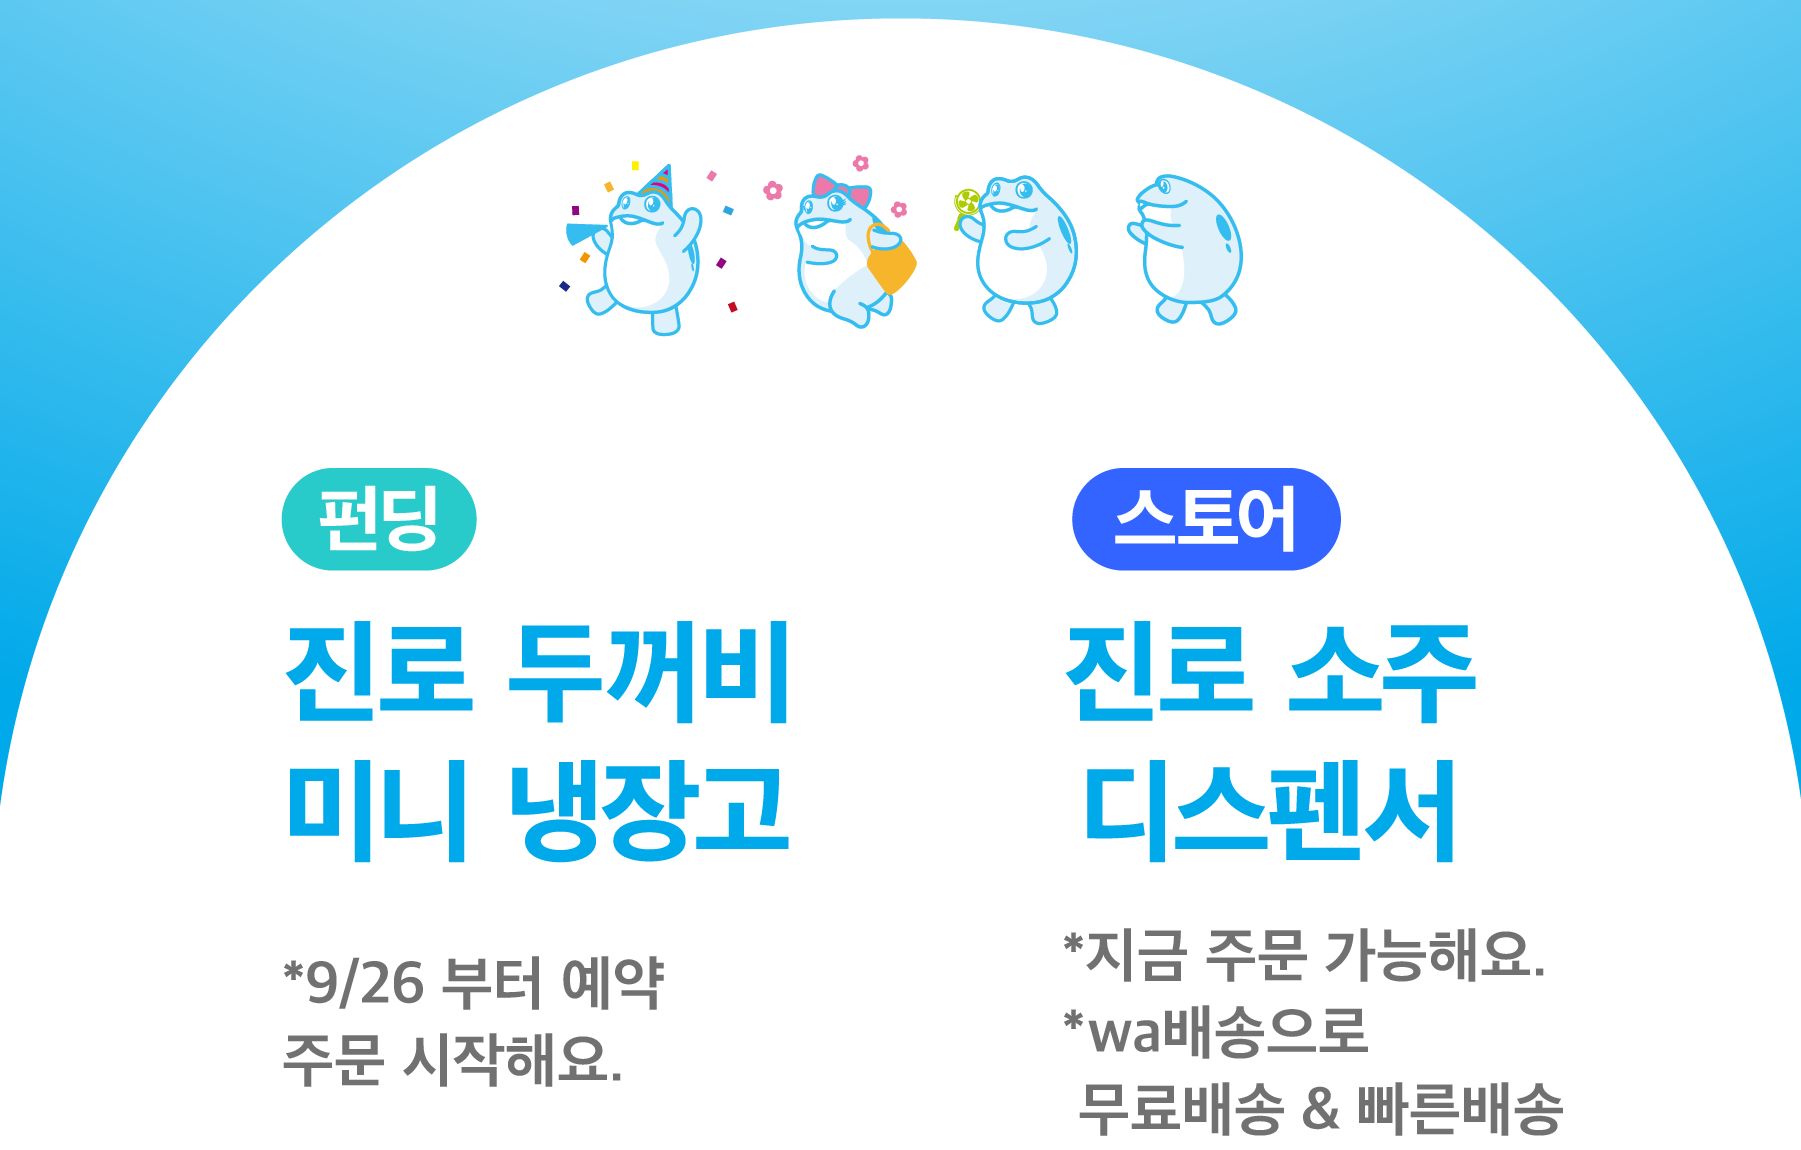 펀딩
진로 두꺼비
미니 냉장고
*9/26 부터 예약
주문 시작해요.
스토어
진로 소주
디스펜서
*지금 주문 가능해요.
*wa배송으로
무료배송 & 빠른배송